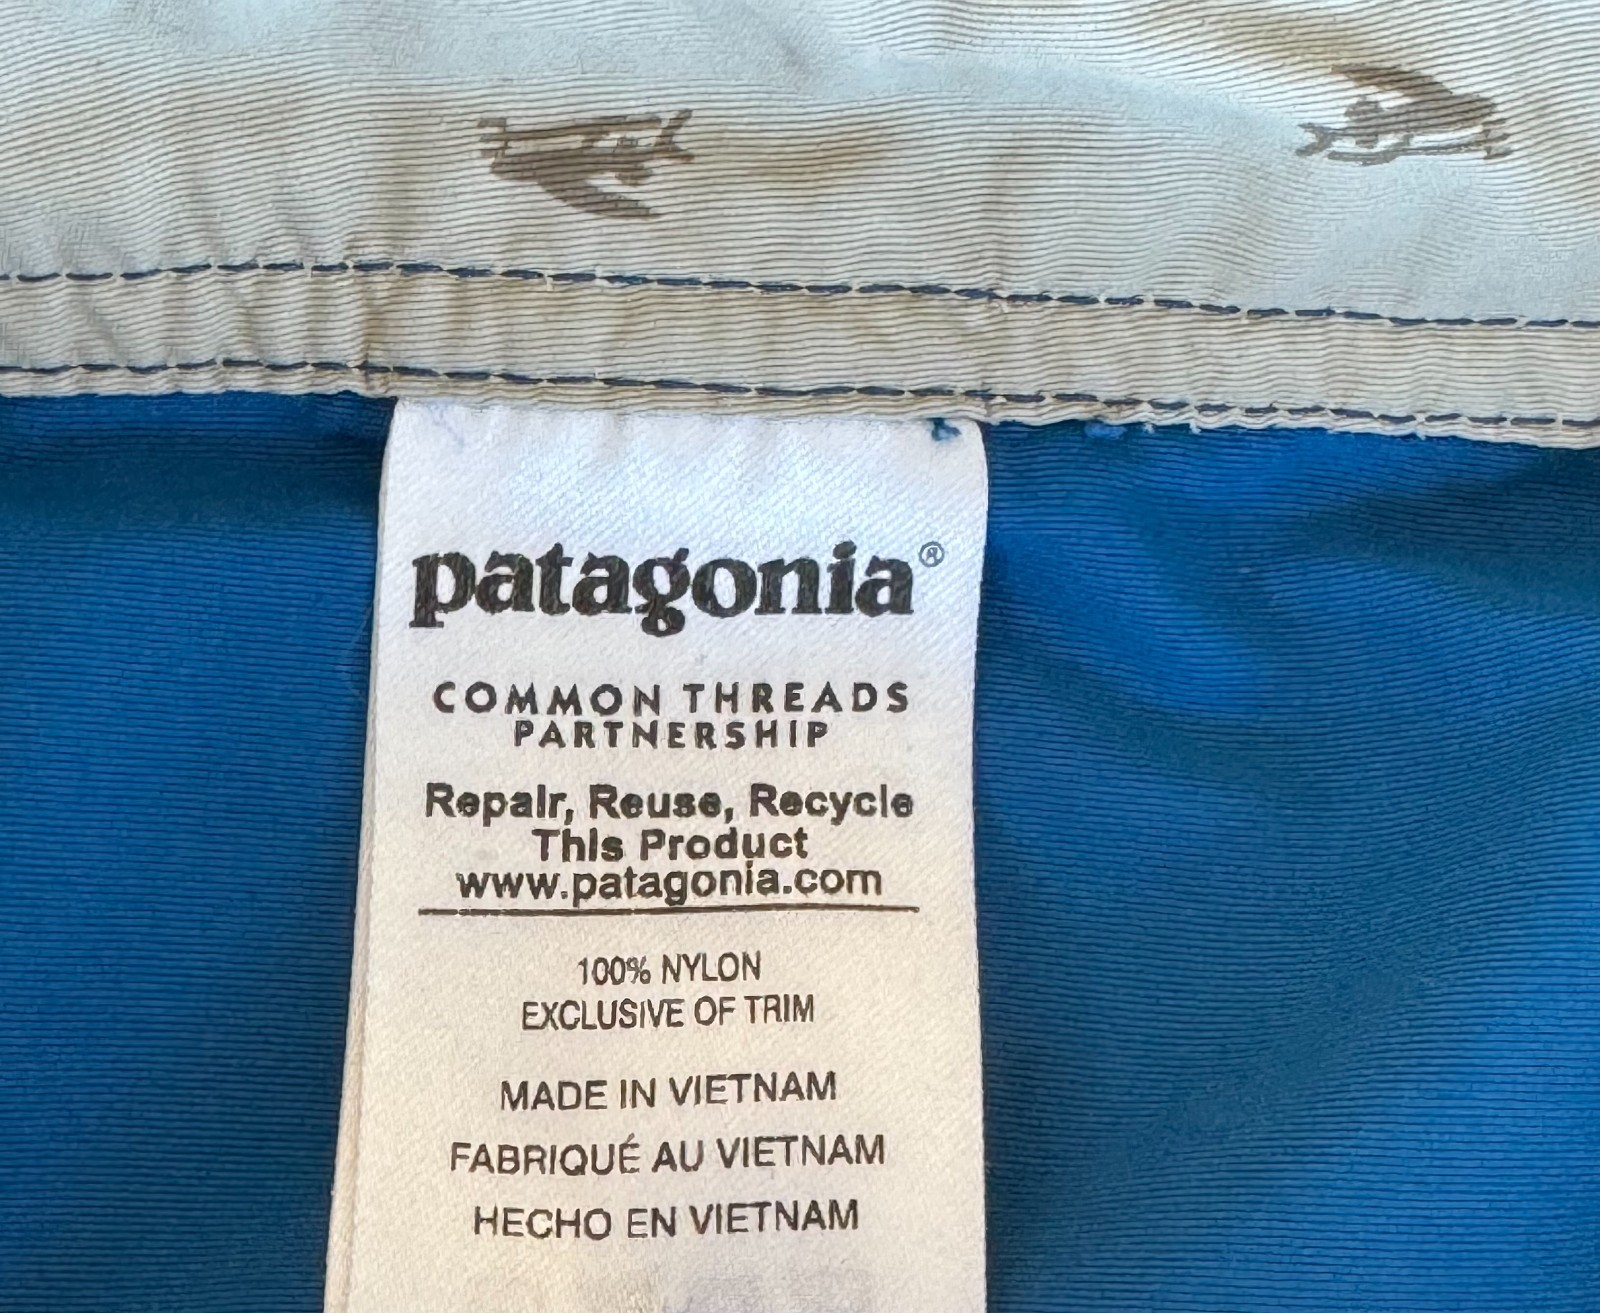 patagonia®
COMMON THREADS
PARTNERSHIP
Repair, Reuse, Recycle
This Product
www.patagonia.com
100% NYLON
EXCLUSIVE OF TRIM
MADE IN VIETNAM
FABRIQUÉ AU VIETNAM
HECHO EN VIETNAM